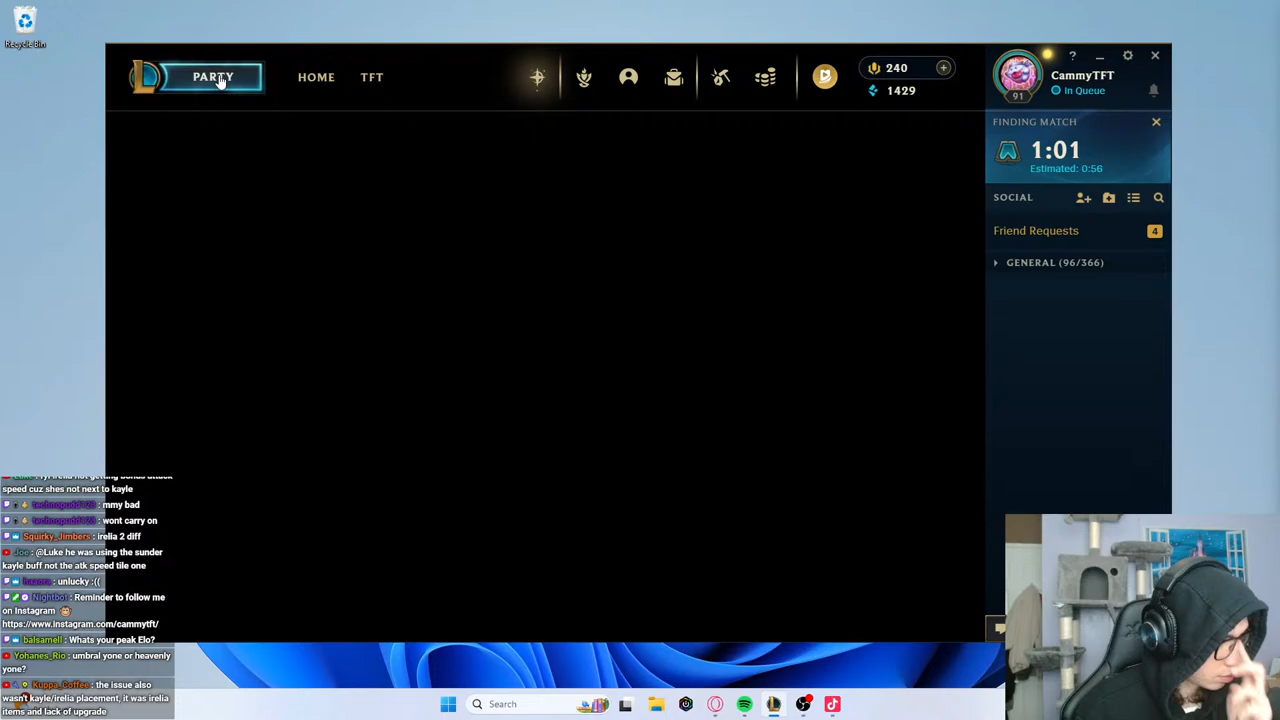 Recycle Bin
PARTY
HOME
TFT
240
1429
91
CammyTFT
In Queue
FINDING MATCH
1:01
Estimated: 0:56
SOCIAL
Friend Requests
4
GENERAL (96/366)
speed cuz shes not next to kayle
technopudd123 : mmy bad
technopudd123 : wont carry on
Squirky_Jimbers : irelia 2 diff
Joe : @Luke he was using the sunder
kayle buff not the atk speed tile one
: unlucky :((
Nightbot : Reminder to follow me
on Instagram
https://www.instagram.com/cammytft/
balsamell : Whats your peak Elo?
Yohanes_Rio : umbral yone or heavenly
yone?
Kuppa_Coffee : the issue also
wasn't kayle/irelia placement, it was irelia
items and lack of upgrade
Search